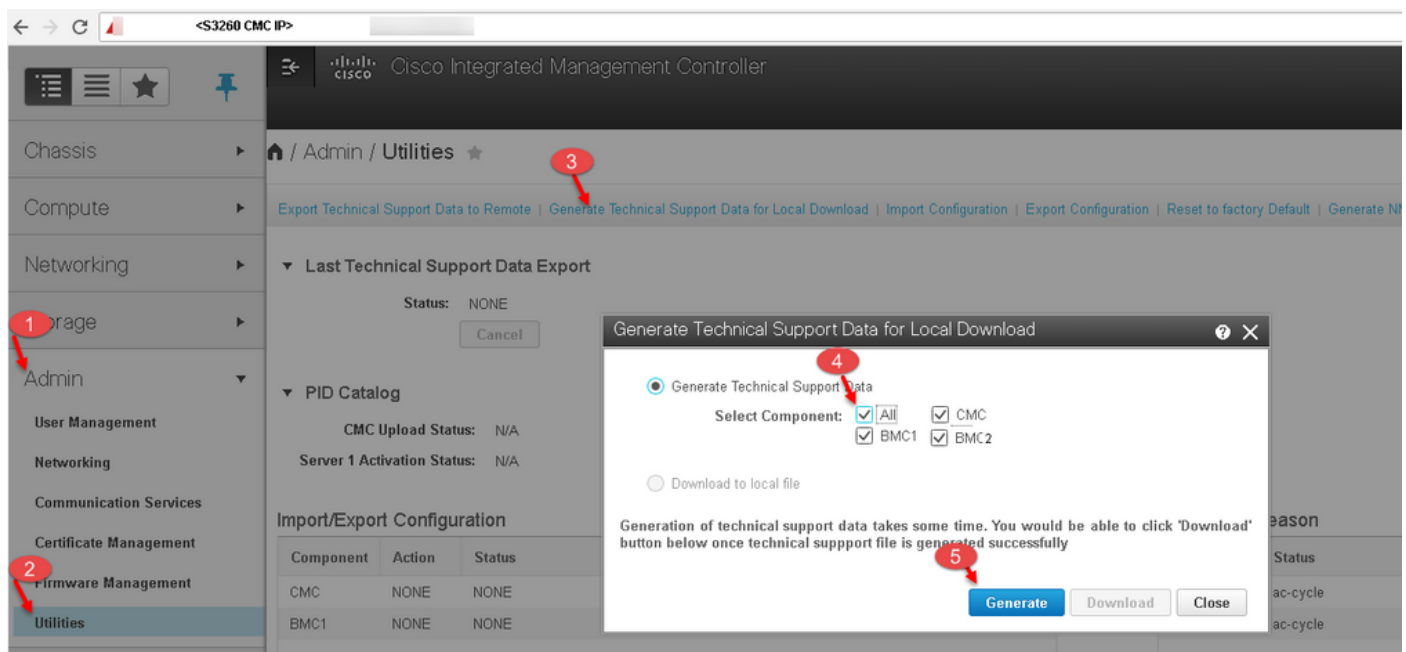 <S3260 CMC IP>
cisco Cisco Integrated Management Controller
Chassis
Compute
Networking
Storage
1
Admin
User Management
Networking
Communication Services
Certificate Management
2
Firmware Management
Utilities
/ Admin / Utilities
3
Export Technical Support Data to Remote | Generate Technical Support Data for Local Download | Import Configuration | Export Configuration | Reset to factory Default | Generate
Last Technical Support Data Export
Status: NONE
Cancel
PID Catalog
CMC Upload Status: N/A
Server 1 Activation Status: N/A
Import/Export Configuration
Component Action Status
CMC NONE NONE
BMC1 NONE NONE
Generate Technical Support Data for Local Download
4
Generate Technical Support Data
Select Component: All CMC
BMC1 BMC2
Download to local file
Generation of technical support data takes some time. You would be able to click 'Download'
button below once technical suppport file is generated successfully
5
Generate Download Close
eason
Status
ac-cycle
ac-cycle